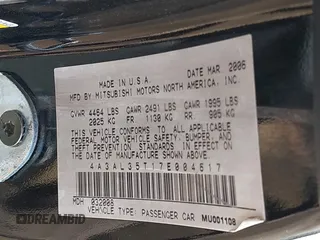 MADE IN U.S.A. DATE MAR 2006
MFD BY MITSUBISHI MOTORS NORTH AMERICA, INC.
GVWR 4464 LBS GAWR 2491 LBS GAWR 1995 LBS
2025 KG FR 1130 KG RR 905 KG
THIS VEHICLE CONFORMS TO ALL APPLICABLE
FEDERAL MOTOR VEHICLE SAFETY, BUMPER, AND
THEFT PREVENTION STANDARDS IN EFFECT ON
THE DATE OF MANUFACTURE SHOWN ABOVE.
4A3AL35T17E004517
MDH 032008
VEHICLE TYPE: PASSENGER CAR MU001108
DREAMBID